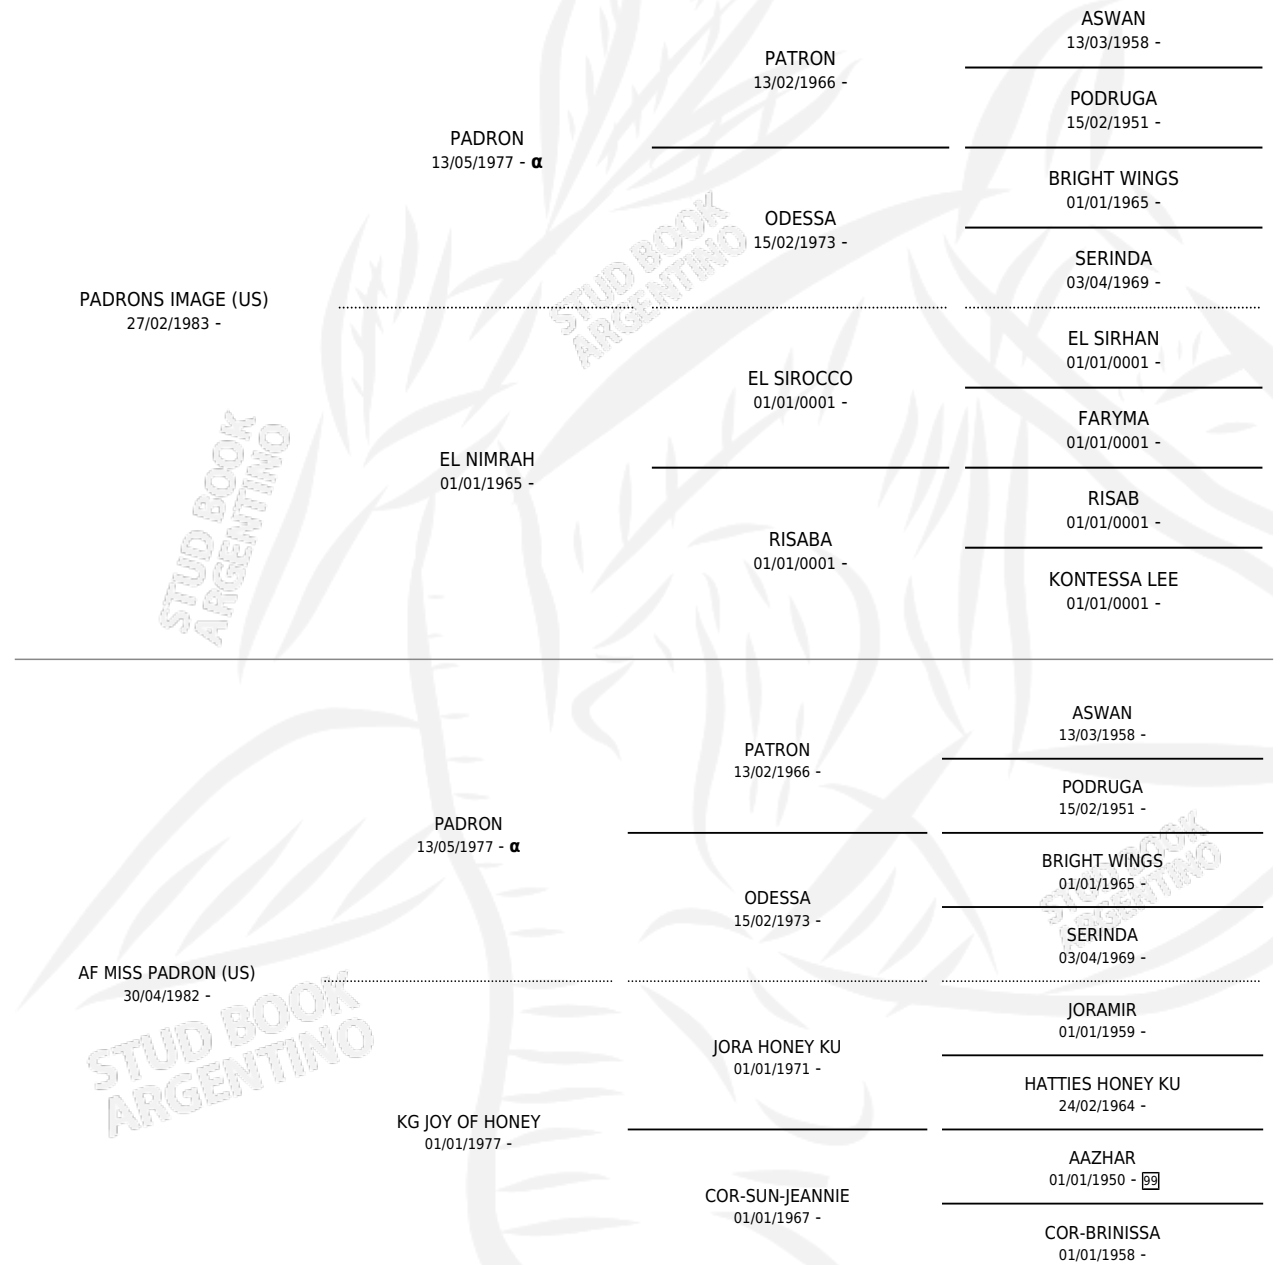 ASWAN
13/03/1958 -
PATRON
13/02/1966 -
PODRUGA
15/02/1951 -
PADRON
13/05/1977 - α
BRIGHT WINGS
01/01/1965 -
ODESSA
15/02/1973 -
SERINDA
03/04/1969 -
PADRONS IMAGE (US)
27/02/1983 -
EL SIRHAN
01/01/0001 -
EL SIROCCO
01/01/0001 -
FARYMA
01/01/0001 -
EL NIMRAH
01/01/1965 -
RISAB
01/01/0001 -
RISABA
01/01/0001 -
KONTESSA LEE
01/01/0001 -
STUD BOOK
ARGENTINO
STUD BOOK
ARGENTINO
ASWAN
13/03/1958 -
PATRON
13/02/1966 -
PODRUGA
15/02/1951 -
PADRON
13/05/1977 - α
BRIGHT WINGS
01/01/1965 -
ODESSA
15/02/1973 -
SERINDA
03/04/1969 -
AF MISS PADRON (US)
30/04/1982 -
JORAMIR
01/01/1959 -
JORA HONEY KU
01/01/1971 -
HATTIES HONEY KU
24/02/1964 -
KG JOY OF HONEY
01/01/1977 -
AAZHAR
01/01/1950 - 99
COR-SUN-JEANNIE
01/01/1967 -
COR-BRINISSA
01/01/1958 -
STUD BOOK
ARGENTINO
STUD BOOK
ARGENTINO